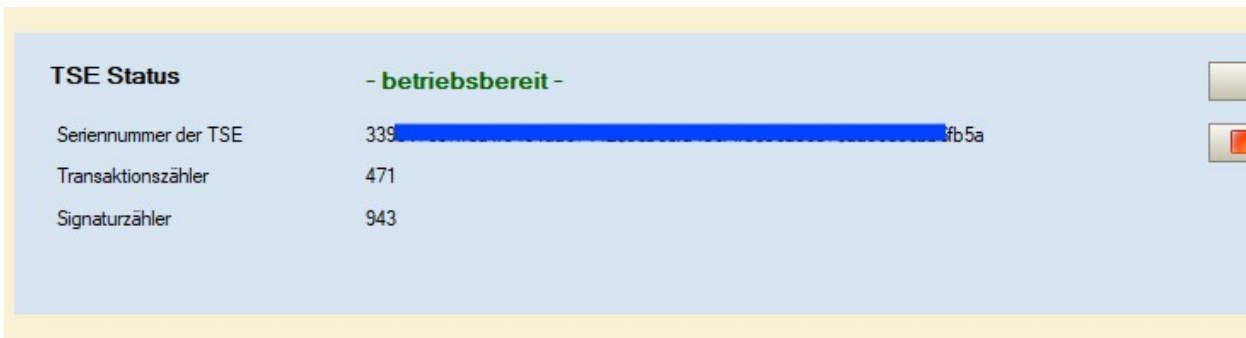 TSE Status - betriebsbereit -
Seriennummer der TSE 339 fb5a
Transaktionszähler 471
Signaturzähler 943